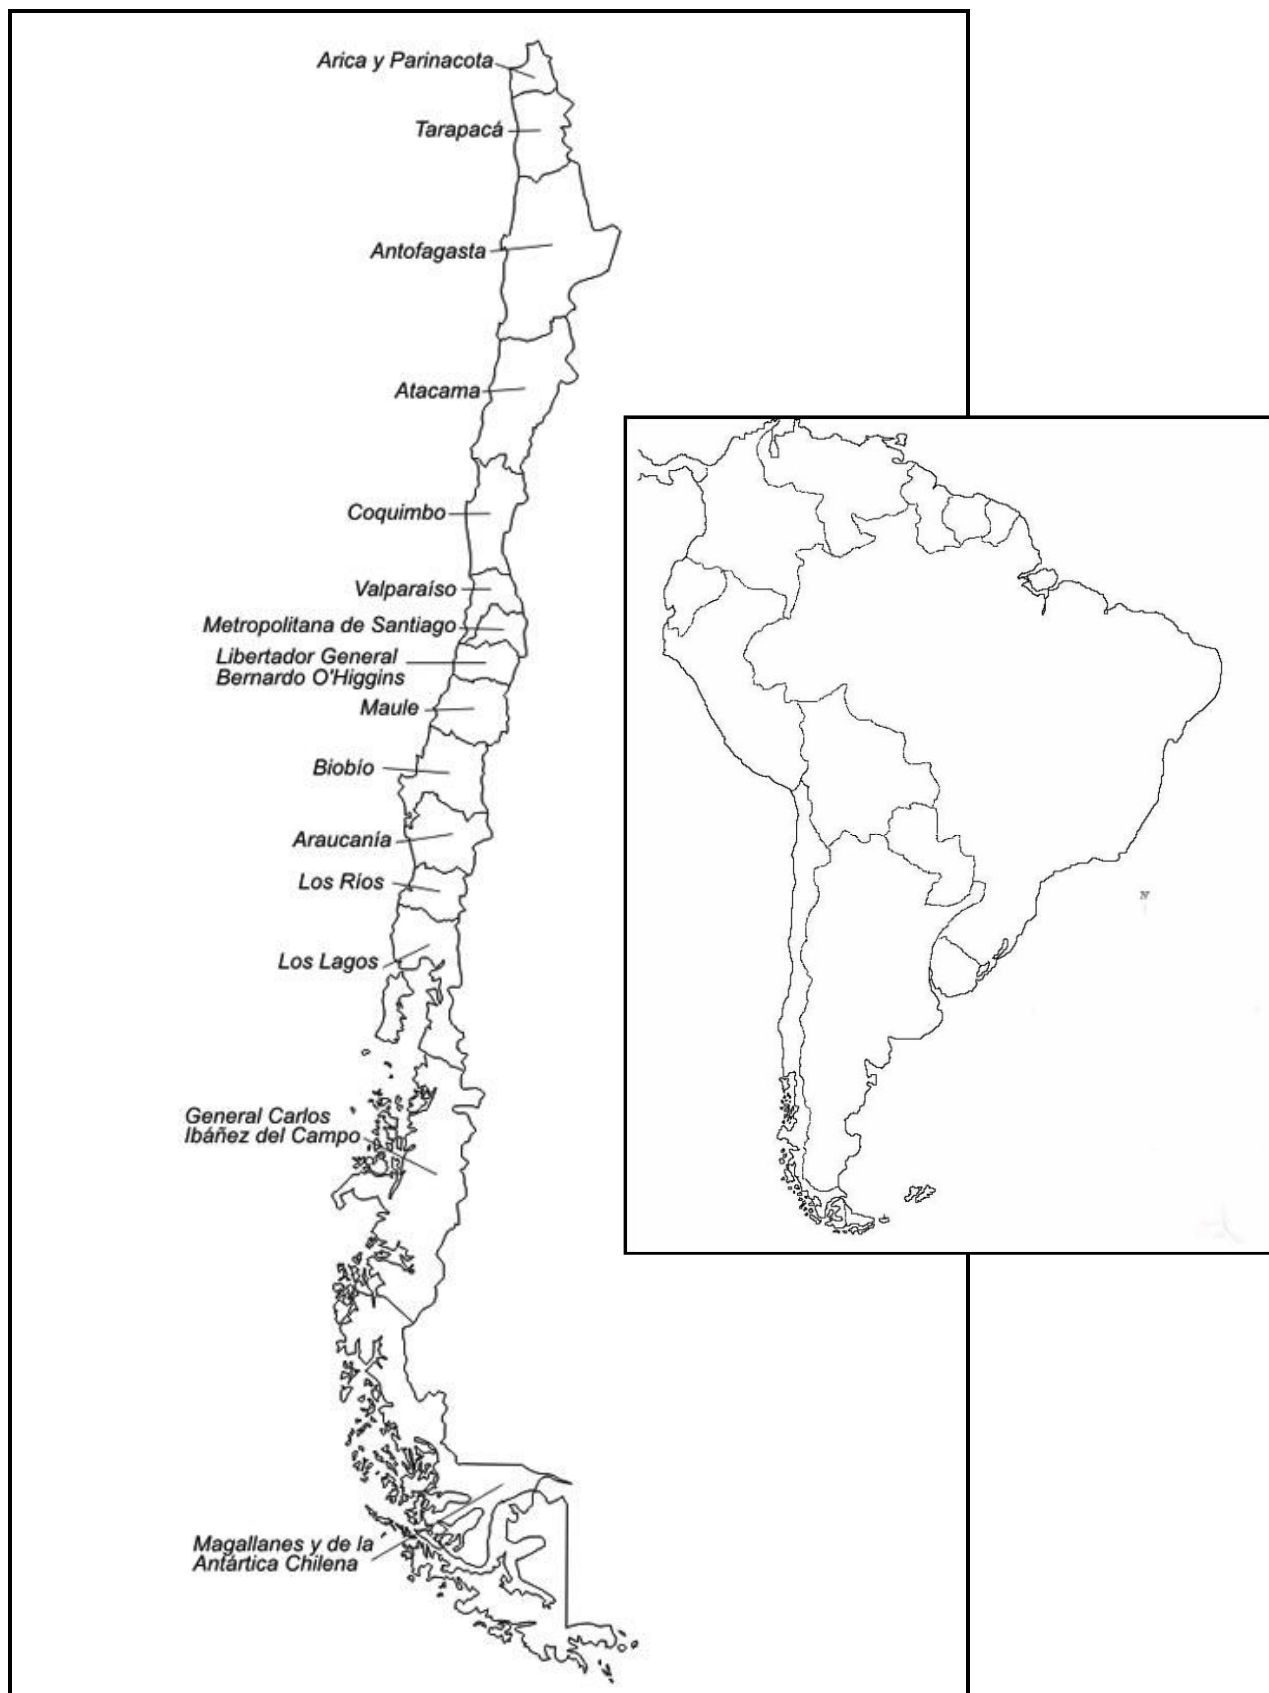 Arica y Parinacota
Tarapacá
Antofagasta
Atacama
Coquimbo
Valparaíso
Metropolitana de Santiago
Libertador General
Bernardo O'Higgins
Maule
Biobío
Araucanía
Los Ríos
Los Lagos
General Carlos
Ibáñez del Campo
Magallanes y de la
Antártica Chilena
N